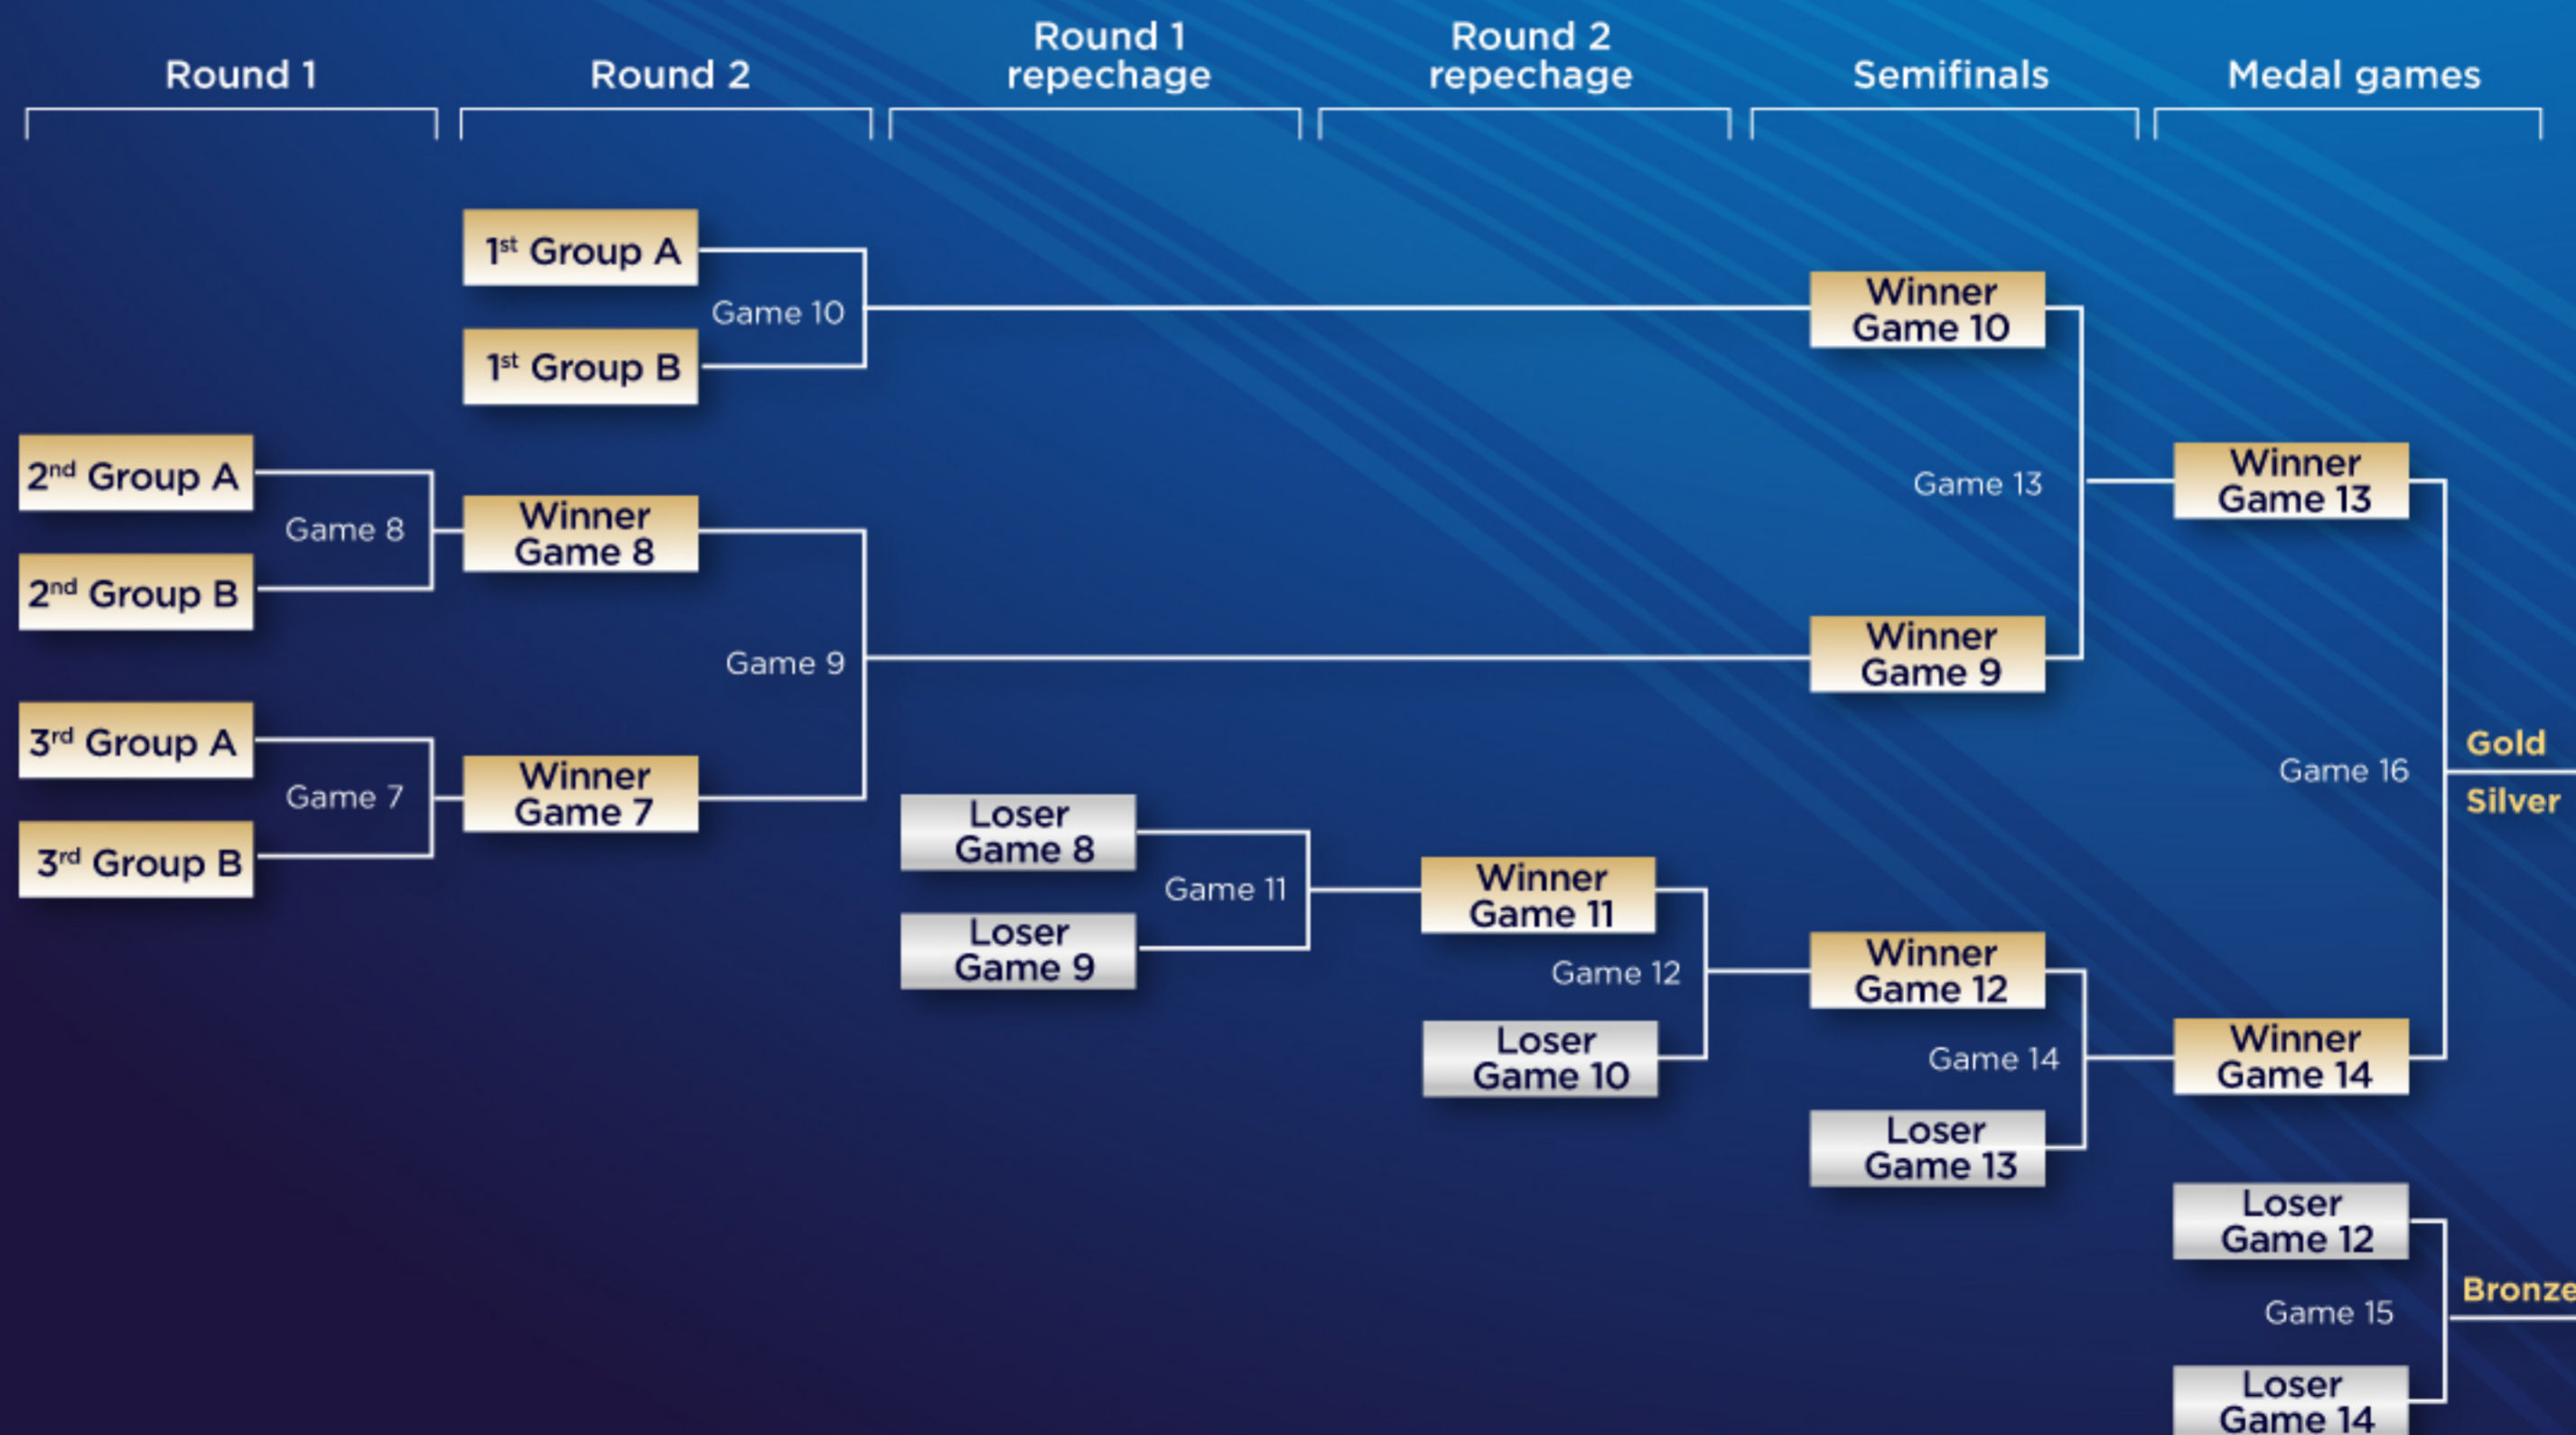 Round 1
Round 2
Round 1
repechage
Round 2
repechage
Semifinals
Medal games
1st Group A
Game 10
1st Group B
Winner
Game 10
2nd Group A
Game 8
2nd Group B
Winner
Game 8
Game 13
Winner
Game 13
Game 9
Winner
Game 9
3rd Group A
Game 7
3rd Group B
Winner
Game 7
Gold
Game 16
Silver
Loser
Game 8
Game 11
Loser
Game 9
Winner
Game 11
Game 12
Loser
Game 10
Winner
Game 12
Game 14
Loser
Game 13
Winner
Game 14
Loser
Game 12
Bronze
Game 15
Loser
Game 14